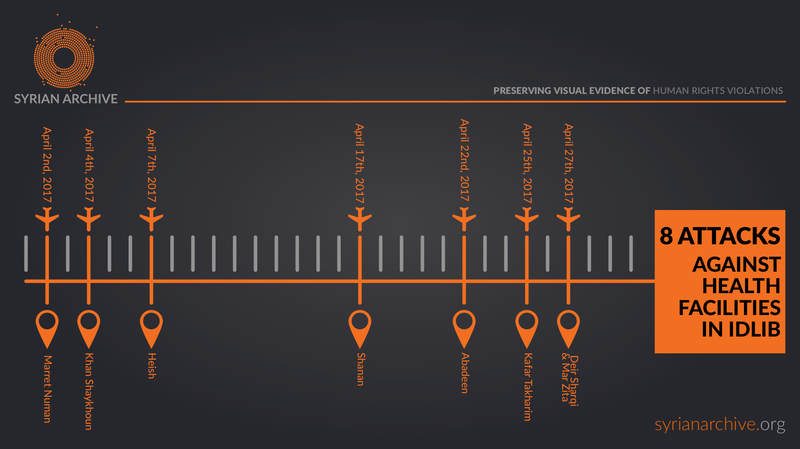 SYRIAN ARCHIVE
PRESERVING VISUAL EVIDENCE OF HUMAN RIGHTS VIOLATIONS
April 2nd, 2017
April 4th, 2017
April 7th, 2017
April 17th, 2017
April 22nd, 2017
April 25th, 2017
April 27th, 2017
8 ATTACKS
AGAINST
HEALTH
FACILITIES
IN IDLIB
Marret Numan
Khan Shaykhoun
Heish
Shanan
Abadeen
Kafar Takharim
Deir Sharqi
& Mar Zita
syrianarchive.org